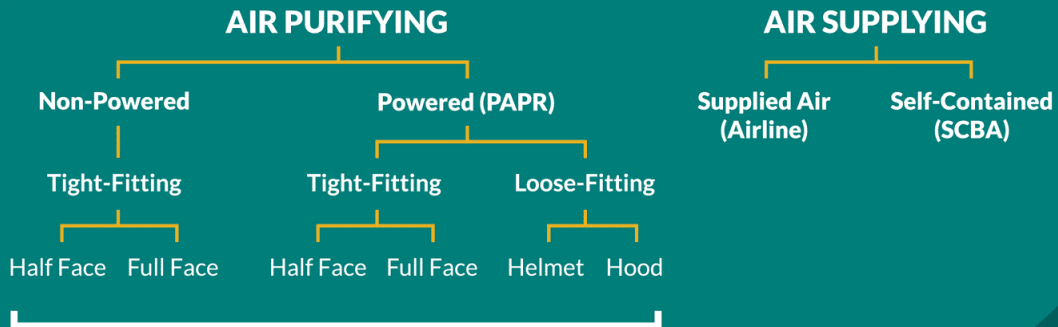 AIR PURIFYING
AIR SUPPLYING
Non-Powered
Powered (PAPR)
Supplied Air
(Airline)
Self-Contained
(SCBA)
Tight-Fitting
Tight-Fitting
Loose-Fitting
Half Face
Full Face
Half Face
Full Face
Helmet
Hood